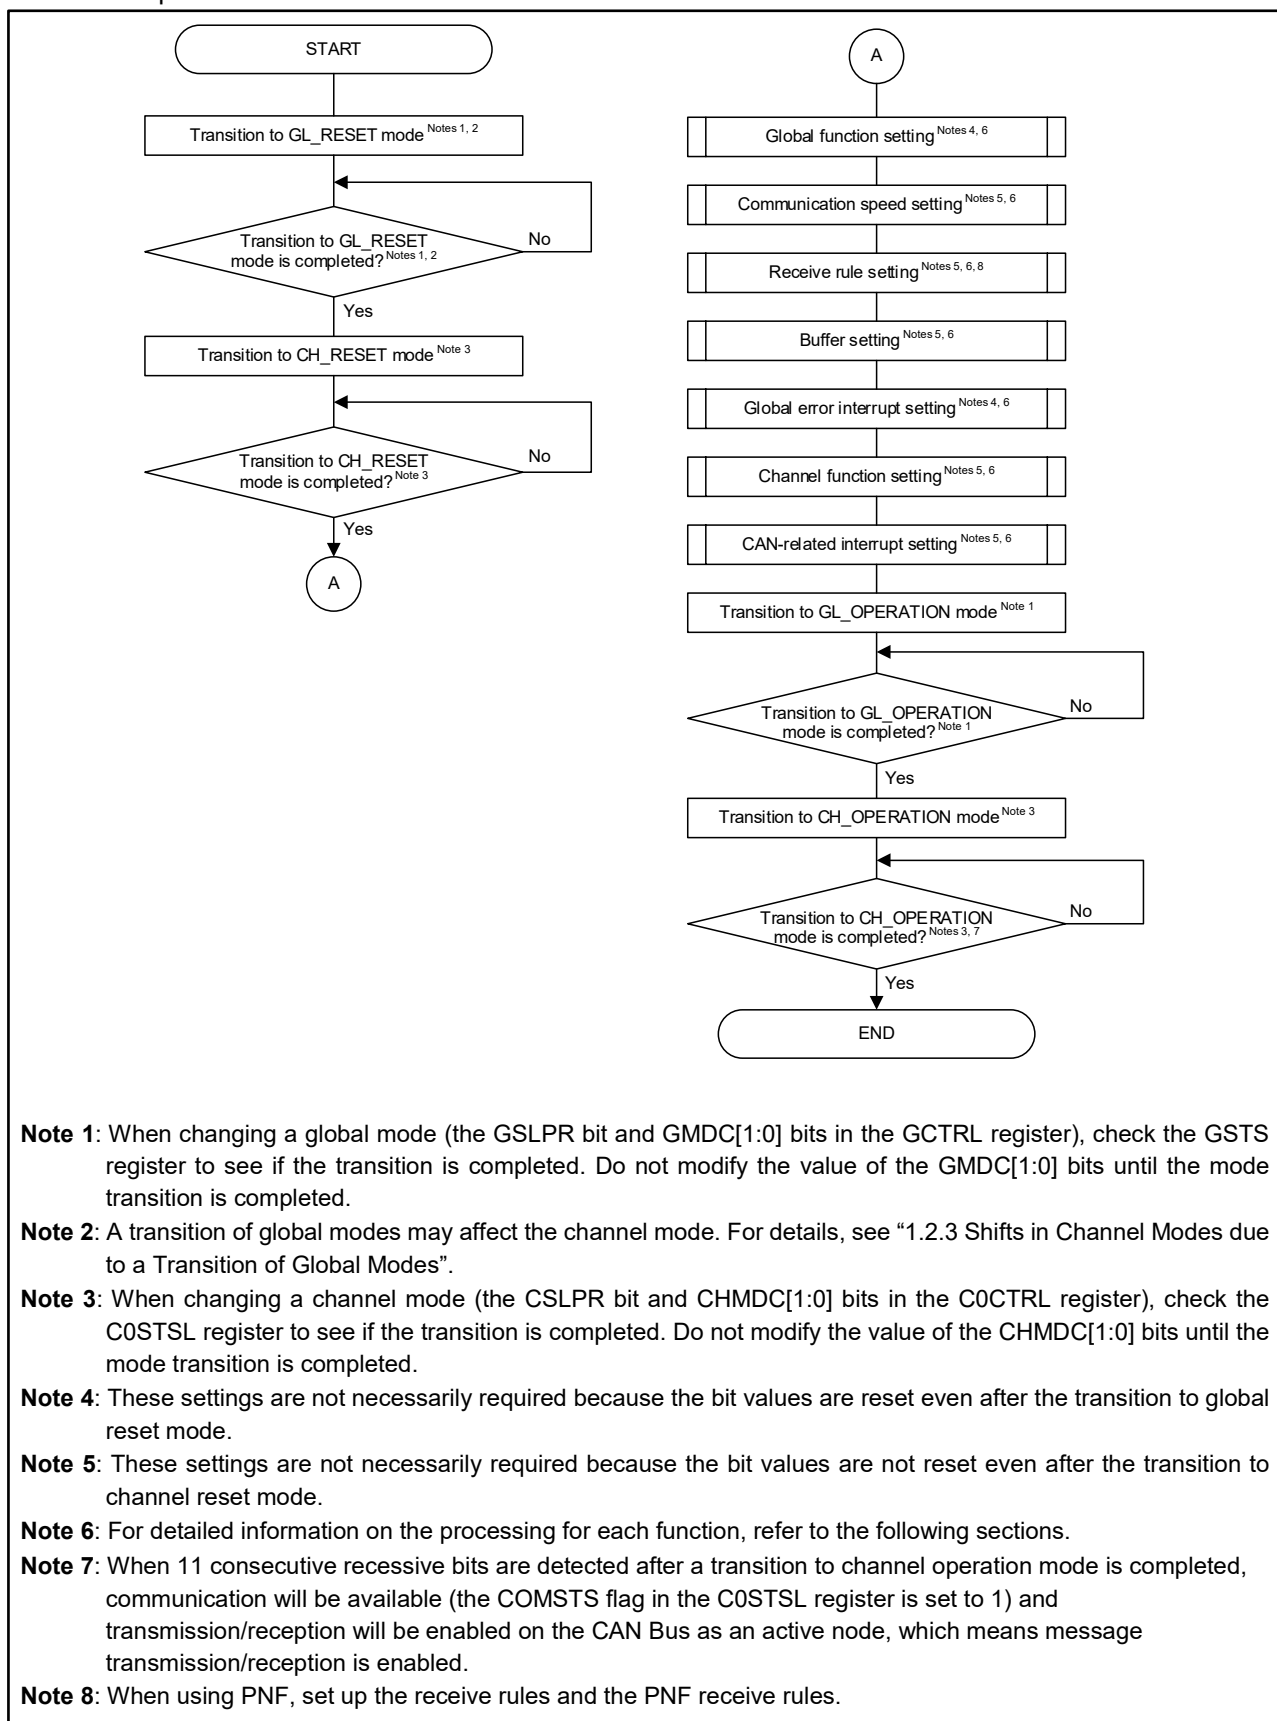 START
Transition to GL_RESET mode Notes 1, 2
Transition to GL_RESET
mode is completed? Notes 1, 2
No
Yes
Transition to CH_RESET mode Note 3
Transition to CH_RESET
mode is completed? Note 3
No
Yes
A
A
Global function setting Notes 4, 6
Communication speed setting Notes 5, 6
Receive rule setting Notes 5, 6, 8
Buffer setting Notes 5, 6
Global error interrupt setting Notes 4, 6
Channel function setting Notes 5, 6
CAN-related interrupt setting Notes 5, 6
Transition to GL_OPERATION mode Note 1
Transition to GL_OPERATION
mode is completed? Note 1
No
Yes
Transition to CH_OPERATION mode Note 3
Transition to CH_OPERATION
mode is completed? Notes 3, 7
No
Yes
END
Note 1: When changing a global mode (the GSLPR bit and GMDC[1:0] bits in the GCTRL register), check the GSTS
register to see if the transition is completed. Do not modify the value of the GMDC[1:0] bits until the mode
transition is completed.
Note 2: A transition of global modes may affect the channel mode. For details, see “1.2.3 Shifts in Channel Modes due
to a Transition of Global Modes”.
Note 3: When changing a channel mode (the CSLPR bit and CHMDC[1:0] bits in the C0CTRL register), check the
C0STSL register to see if the transition is completed. Do not modify the value of the CHMDC[1:0] bits until the
mode transition is completed.
Note 4: These settings are not necessarily required because the bit values are reset even after the transition to global
reset mode.
Note 5: These settings are not necessarily required because the bit values are not reset even after the transition to
channel reset mode.
Note 6: For detailed information on the processing for each function, refer to the following sections.
Note 7: When 11 consecutive recessive bits are detected after a transition to channel operation mode is completed,
communication will be available (the COMSTS flag in the C0STSL register is set to 1) and
transmission/reception will be enabled on the CAN Bus as an active node, which means message
transmission/reception is enabled.
Note 8: When using PNF, set up the receive rules and the PNF receive rules.